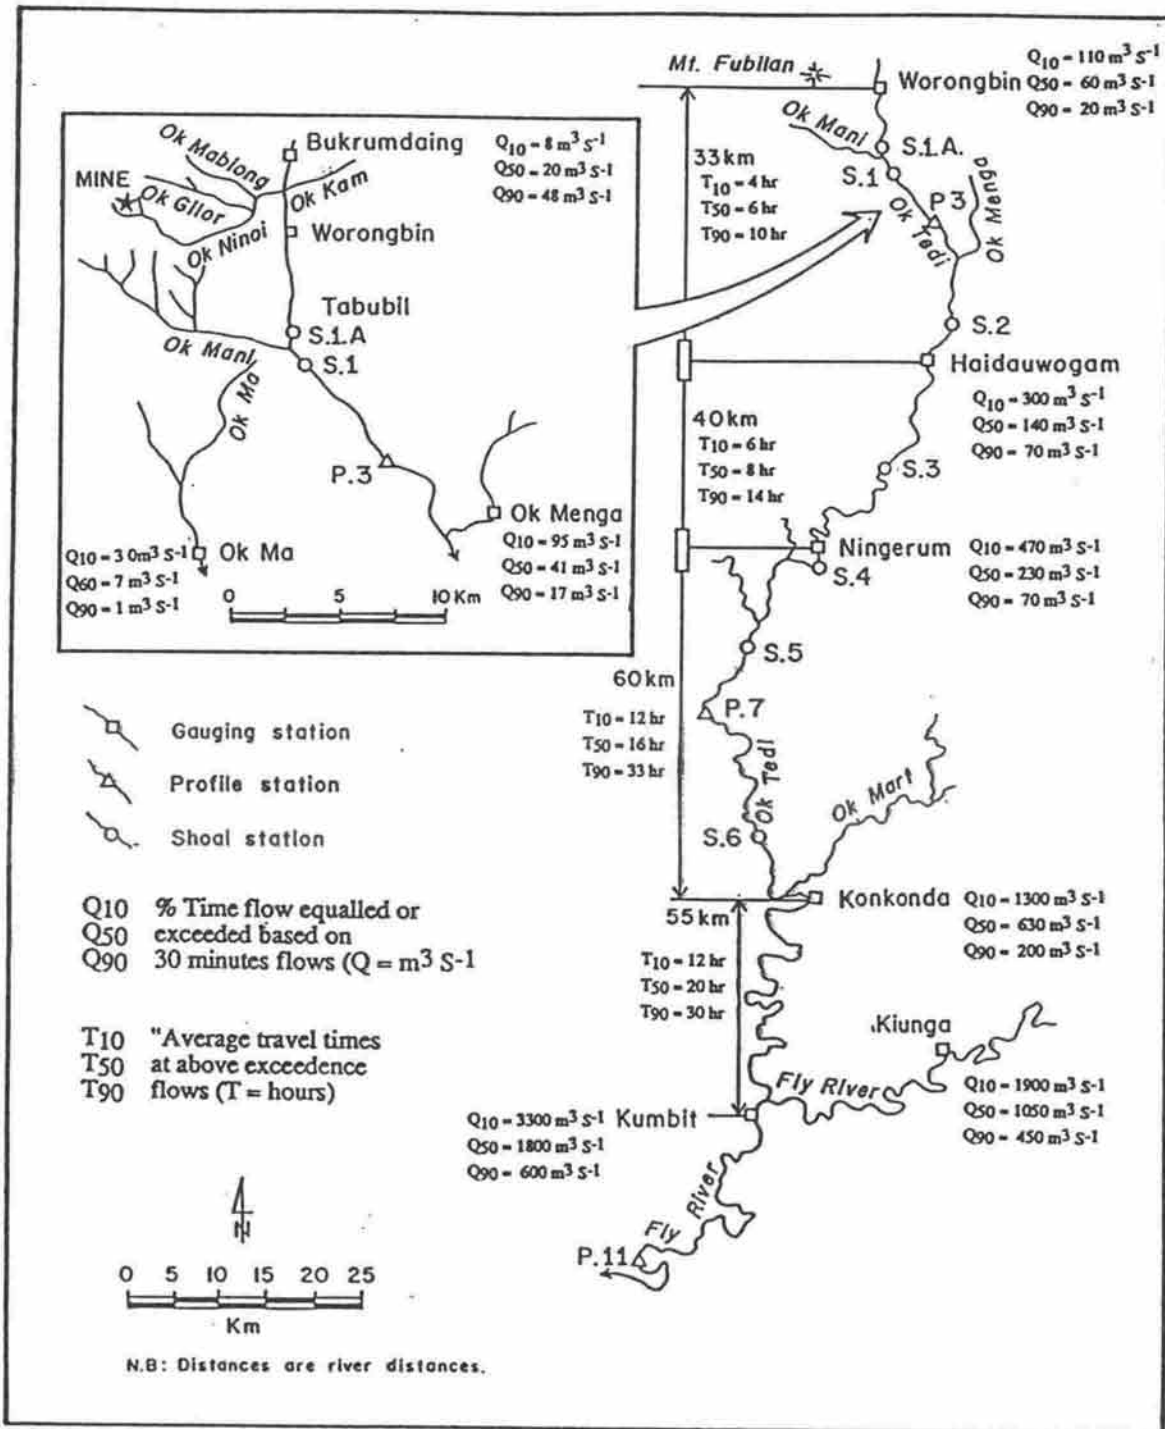 Mt. Fubilan
Worongbin
Q10 = 110 m³ S-1
Q50 = 60 m³ S-1
Q90 = 20 m³ S-1
Ok Mani
S.1.A.
S.1
P 3
Ok Tedi
Ok Meuga
33km
T10 = 4 hr
T50 = 6 hr
T90 = 10 hr
S.2
Haidauwogam
Q10 = 300 m³ S-1
Q50 = 140 m³ S-1
Q90 = 70 m³ S-1
40km
T10 = 6 hr
T50 = 8 hr
T90 = 14 hr
S.3
Ningerum
Q10 = 470 m³ S-1
Q50 = 230 m³ S-1
Q90 = 70 m³ S-1
S.4
S.5
60km
T10 = 12 hr
T50 = 16 hr
T90 = 33 hr
P.7
Ok Tedi
Ok Mart
S.6
Konkonda
Q10 = 1300 m³ S-1
Q50 = 630 m³ S-1
Q90 = 200 m³ S-1
55km
T10 = 12 hr
T50 = 20 hr
T90 = 30 hr
Kiunga
Q10 = 1900 m³ S-1
Q50 = 1050 m³ S-1
Q90 = 450 m³ S-1
Fly River
Kumbit
Q10 = 3300 m³ S-1
Q50 = 1800 m³ S-1
Q90 = 600 m³ S-1
Fly River
P.11
Ok Mablong
Bukrumdaing
Q10 = 8 m³ S-1
Q50 = 20 m³ S-1
Q90 = 48 m³ S-1
MINE
Ok Gilor
Ok Kam
Ok Ninai
Worongbin
Tabubil
S.1.A
Ok Mani
S.1
Ok Ma
P.3
Ok Menga
Q10 = 95 m³ S-1
Q50 = 41 m³ S-1
Q90 = 17 m³ S-1
Ok Ma
Q10 = 3 0m³ S-1
Q60 = 7 m³ S-1
Q90 = 1 m³ S-1
0 5 10 Km
Gauging station
Profile station
Shoal station
Q10 % Time flow equalled or
Q50 exceeded based on
Q90 30 minutes flows (Q = m³ S-1
T10 "Average travel times
T50 at above exceedence
T90 flows (T = hours)
N
0 5 10 15 20 25
Km
N.B: Distances are river distances.